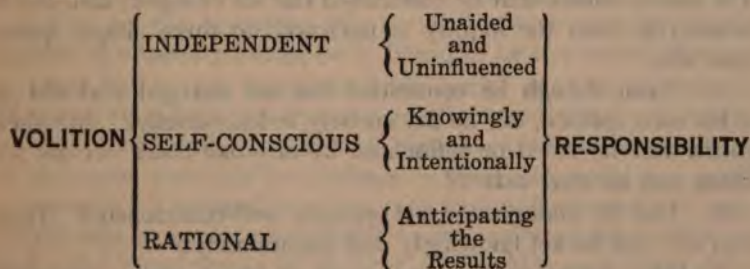 VOLITION
INDEPENDENT
Unaided
and
Uninfluenced
SELF-CONSCIOUS
Knowingly
and
Intentionally
RATIONAL
Anticipating
the
Results
RESPONSIBILITY